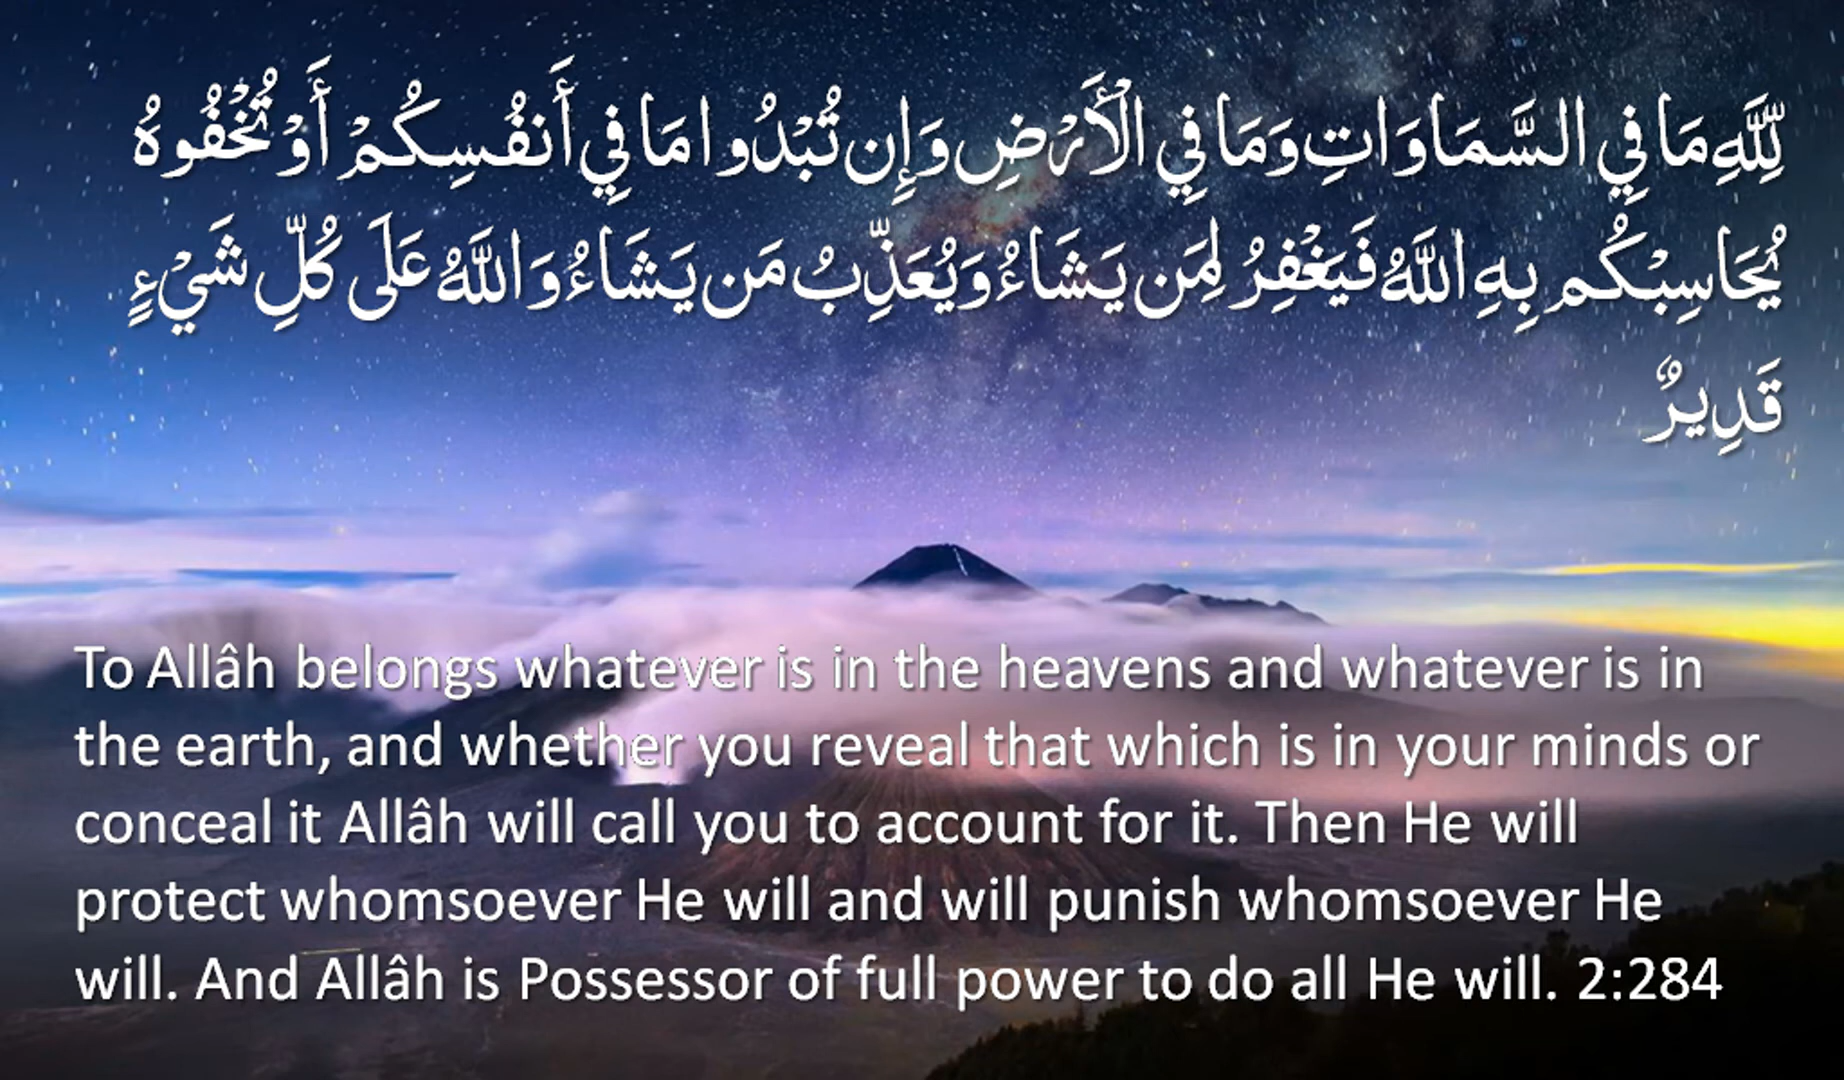 لِّلَّهِ مَا فِي السَّمَاوَاتِ وَمَا فِي الْأَرْضِ وَإِن تُبْدُوا مَا فِي أَنفُسِكُمْ أَوْ تُخْفُوهُ
يُحَاسِبْكُم بِهِ اللَّهُ فَيَغْفِرُ لِمَن يَشَاءُ وَيُعَذِّبُ مَن يَشَاءُ وَاللَّهُ عَلَى كُلِّ شَيْءٍ
قَدِيرٌ
To Allâh belongs whatever is in the heavens and whatever is in
the earth, and whether you reveal that which is in your minds or
conceal it Allâh will call you to account for it. Then He will
protect whomsoever He will and will punish whomsoever He
will. And Allâh is Possessor of full power to do all He will. 2:284